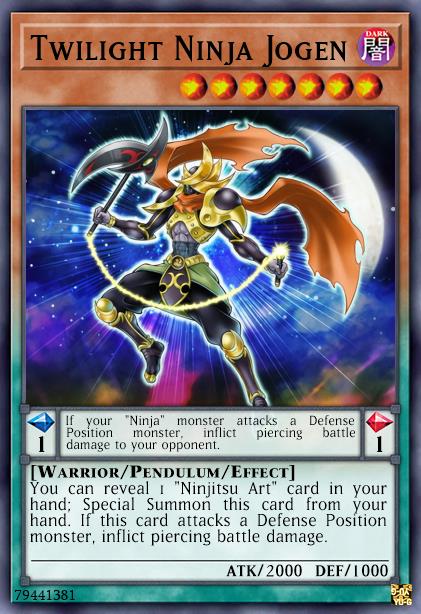 Twilight Ninja Jogen
DARK
闇
If your "Ninja" monster attacks a Defense
Position monster, inflict piercing battle
damage to your opponent.
1
1
[Warrior/Pendulum/Effect]
You can reveal 1 "Ninjitsu Art" card in your
hand; Special Summon this card from your
hand. If this card attacks a Defense Position
monster, inflict piercing battle damage.
ATK/2000 DEF/1000
79441381